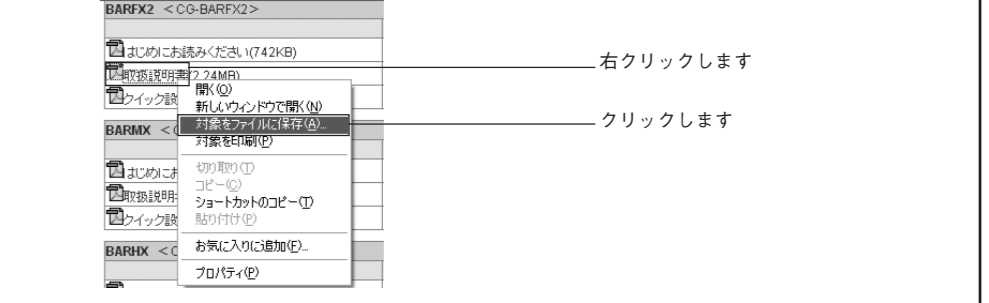 BARFX2 <CG-BARFX2>
はじめにお読みください(742KB)
取扱説明書(2.24MB)
右クリックします
クイック設
開く(O)
新しいウィンドウで開く(N)
対象をファイルに保存(A)...
クリックします
対象を印刷(P)
BARMX <C
はじめにお
切り取り(T)
コピー(C)
取扱説明
ショートカットのコピー(T)
クイック設
貼り付け(P)
BARHX <C
お気に入りに追加(F)...
プロパティ(P)